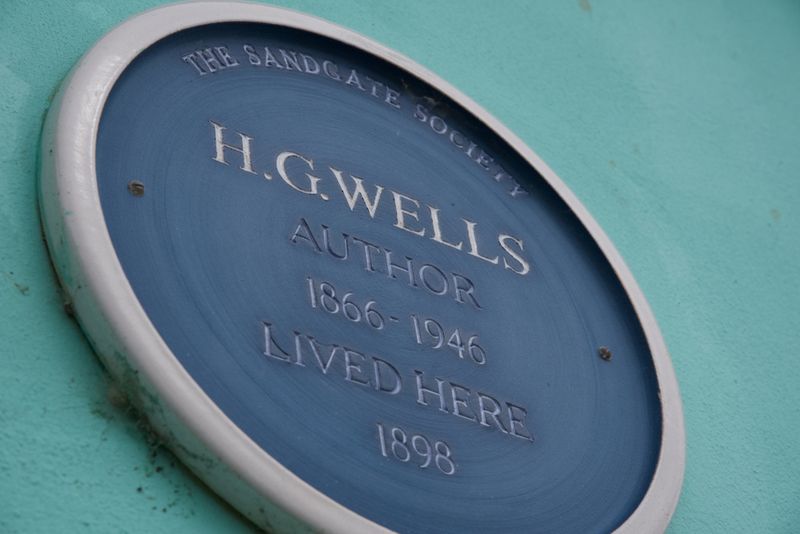 THE SANDGATE SOCIETY
H.G.WELLS
AUTHOR
1866-1946
LIVED HERE
1898